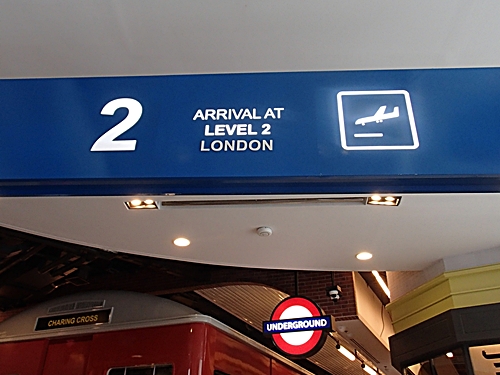 2
ARRIVAL AT
LEVEL 2
LONDON
CHARING CROSS
UNDERGROUND